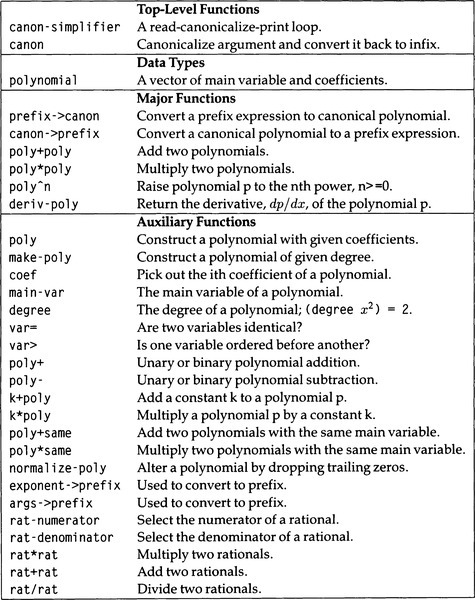 Top-Level Functions
canon-simplifier A read-canonicalize-print loop.
canon Canonicalize argument and convert it back to infix.
Data Types
polynomial A vector of main variable and coefficients.
Major Functions
prefix->canon Convert a prefix expression to canonical polynomial.
canon->prefix Convert a canonical polynomial to a prefix expression.
poly+poly Add two polynomials.
poly*poly Multiply two polynomials.
poly^n Raise polynomial p to the nth power, n>=0.
deriv-poly Return the derivative, dp/dx, of the polynomial p.
Auxiliary Functions
poly Construct a polynomial with given coefficients.
make-poly Construct a polynomial of given degree.
coef Pick out the ith coefficient of a polynomial.
main-var The main variable of a polynomial.
degree The degree of a polynomial; (degree x²) = 2.
var= Are two variables identical?
var> Is one variable ordered before another?
poly+ Unary or binary polynomial addition.
poly- Unary or binary polynomial subtraction.
k+poly Add a constant k to a polynomial p.
k*poly Multiply a polynomial p by a constant k.
poly+same Add two polynomials with the same main variable.
poly*same Multiply two polynomials with the same main variable.
normalize-poly Alter a polynomial by dropping trailing zeros.
exponent->prefix Used to convert to prefix.
args->prefix Used to convert to prefix.
rat-numerator Select the numerator of a rational.
rat-denominator Select the denominator of a rational.
rat*rat Multiply two rationals.
rat+rat Add two rationals.
rat/rat Divide two rationals.